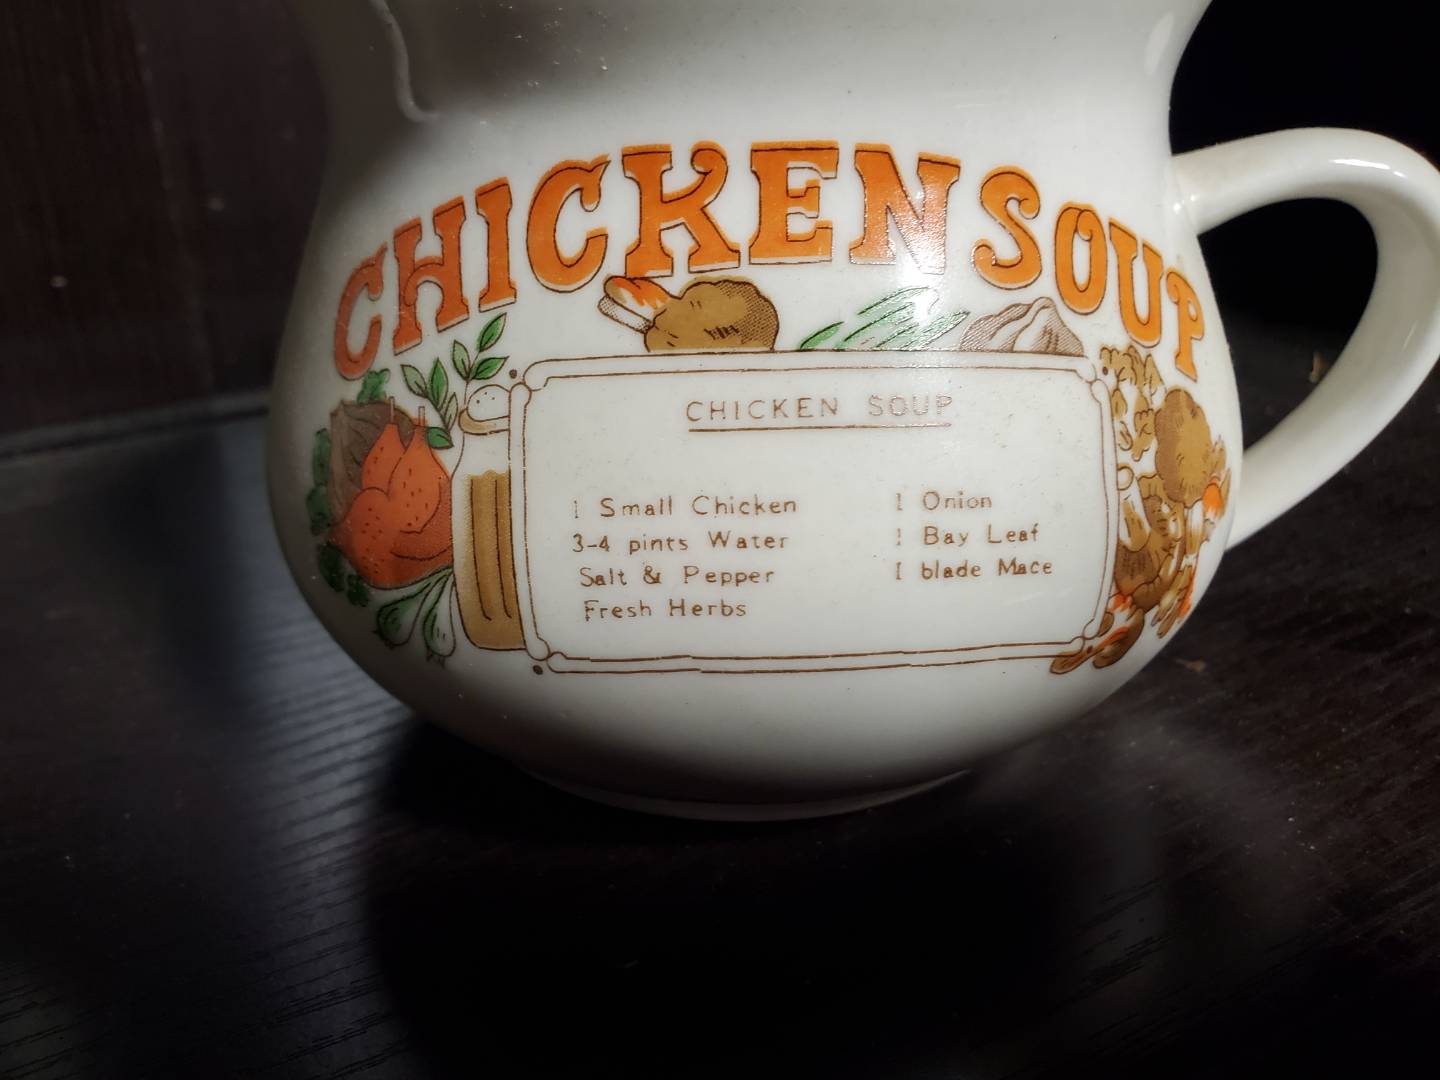 CHICKEN SOUP
CHICKEN SOUP
1 Small Chicken
3-4 pints Water
Salt & Pepper
Fresh Herbs
1 Onion
1 Bay Leaf
1 blade Mace